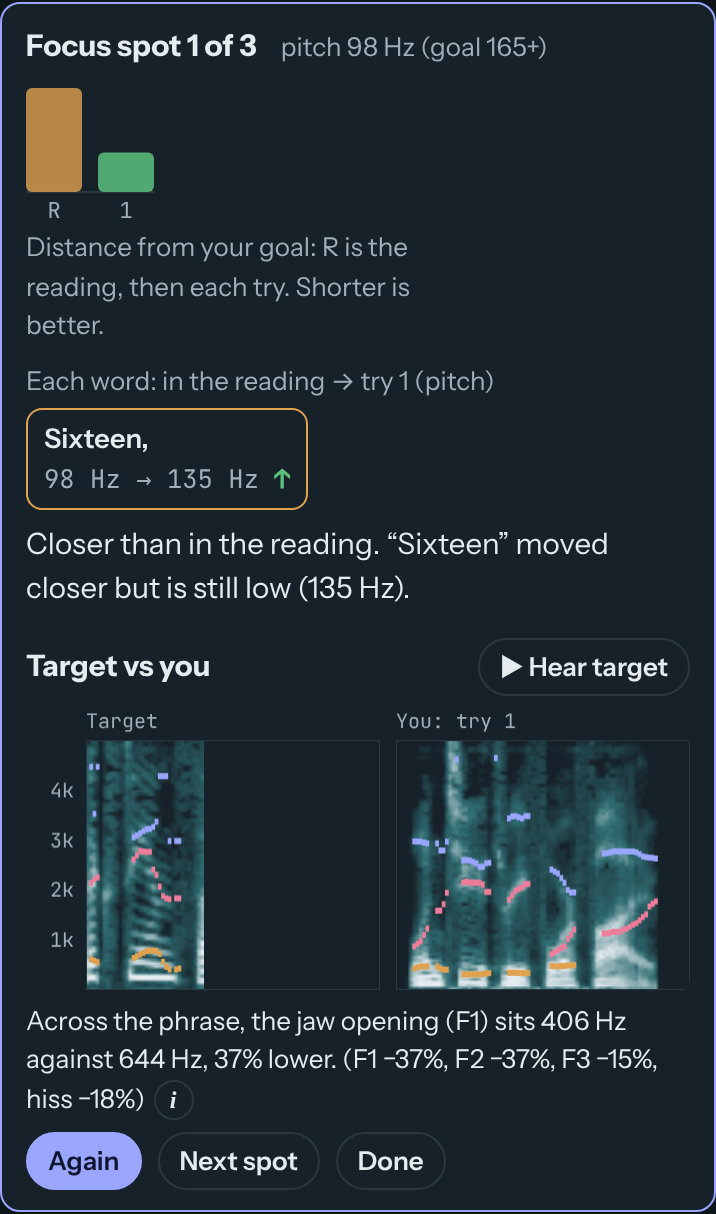 Focus spot 1 of 3 pitch 98 Hz (goal 165+)
R 1
Distance from your goal: R is the
reading, then each try. Shorter is
better.
Each word: in the reading → try 1 (pitch)
Sixteen,
98 Hz → 135 Hz ↑
Closer than in the reading. “Sixteen” moved
closer but is still low (135 Hz).
Target vs you ▶ Hear target
Target You: try 1
4k
3k
2k
1k
Across the phrase, the jaw opening (F1) sits 406 Hz
against 644 Hz, 37% lower. (F1 −37%, F2 −37%, F3 −15%,
hiss −18%) i
Again Next spot Done